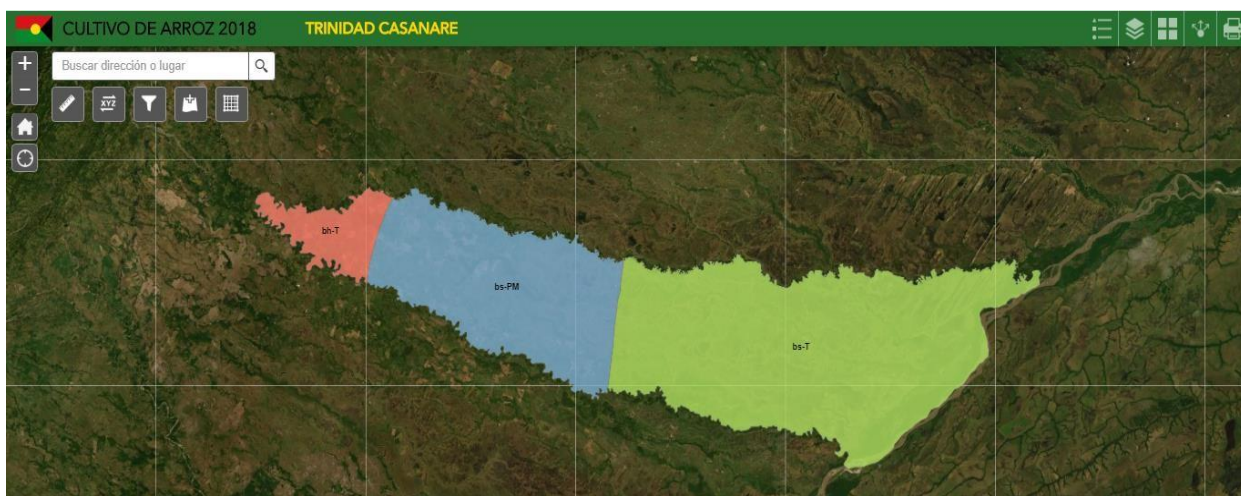 CULTIVO DE ARROZ 2018 TRINIDAD CASANARE
+
Buscar dirección o lugar
−
XYZ
bh-T
bs-PM
bs-T